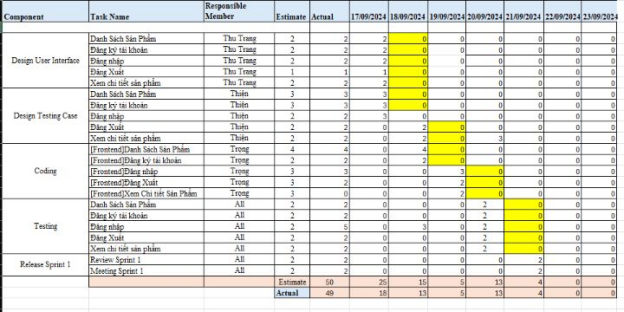 Component Task Name Responsible Member Estimate Actual 17/09/2024 18/09/2024 19/09/2024 20/09/2024 21/09/2024 22/09/2024 23/09/2024
Design User Interface
Danh Sách Sản Phẩm Thu Trang 2 2 2 0 0 0 0 0 0
Đăng ký tài khoản Thu Trang 2 2 2 0 0 0 0 0 0
Đăng nhập Thu Trang 2 2 2 0 0 0 0 0 0
Đăng Xuất Thu Trang 1 1 1 0 0 0 0 0 0
Xem chi tiết sản phẩm Thu Trang 2 2 2 0 0 0 0 0 0
Design Testing Case
Danh Sách Sản Phẩm Thiện 3 3 3 0 0 0 0 0 0
Đăng ký tài khoản Thiện 3 3 3 0 0 0 0 0 0
Đăng nhập Thiện 2 2 3 0 0 0 0 0 0
Đăng Xuất Thiện 2 2 0 2 0 0 0 0 0
Xem chi tiết sản phẩm Thiện 2 2 0 2 0 3 0 0 0
Coding
[Frontend]Danh Sách Sản Phẩm Trọng 4 4 0 4 0 0 0 0 0
[Frontend]Đăng ký tài khoản Trọng 2 2 0 2 0 0 0 0 0
[Frontend]Đăng nhập Trọng 3 3 0 0 3 0 0 0 0
[Frontend]Đăng Xuất Trọng 3 2 0 0 2 0 0 0 0
[Frontend]Xem Chi tiết Sản Phẩm Trọng 3 0 0 0 2 0 0 0 0
Testing
Danh Sách Sản Phẩm All 2 2 0 0 0 2 0 0 0
Đăng ký tài khoản All 2 2 0 0 0 2 0 0 0
Đăng nhập All 2 5 0 3 0 2 0 0 0
Đăng Xuất All 2 2 0 0 0 2 0 0 0
Xem chi tiết sản phẩm All 2 2 0 0 0 2 0 0 0
Release Sprint 1
Review Sprint 1 All 2 2 0 0 0 0 2 0 0
Meeting Sprint 1 All 2 2 0 0 0 0 2 0 0
Estimate 50 25 15 5 13 4 0 0
Actual 49 18 13 5 13 4 0 0